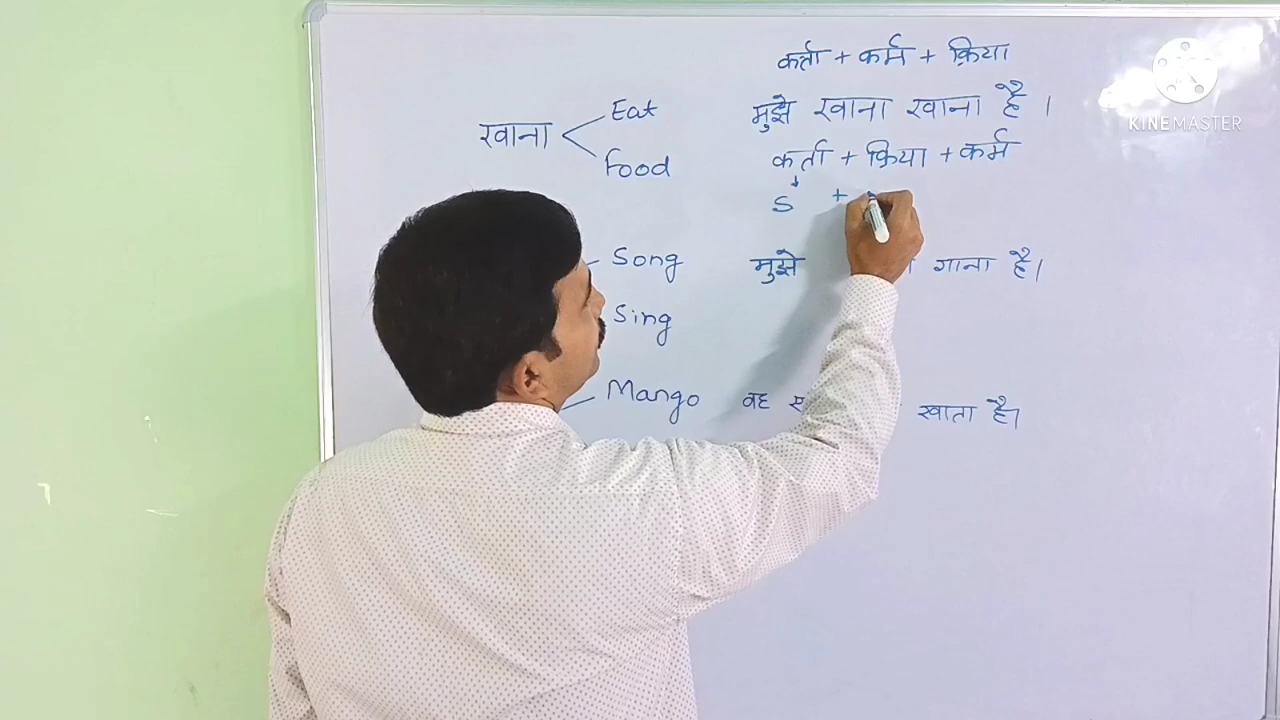 कर्ता + कर्म + क्रिया
KINEMASTER
खाना
Eat
Food
मुझे खाना खाना है ।
कर्ता + क्रिया + कर्म
S +
Song
Sing
मुझे गाना है।
Mango
वह खाता है।